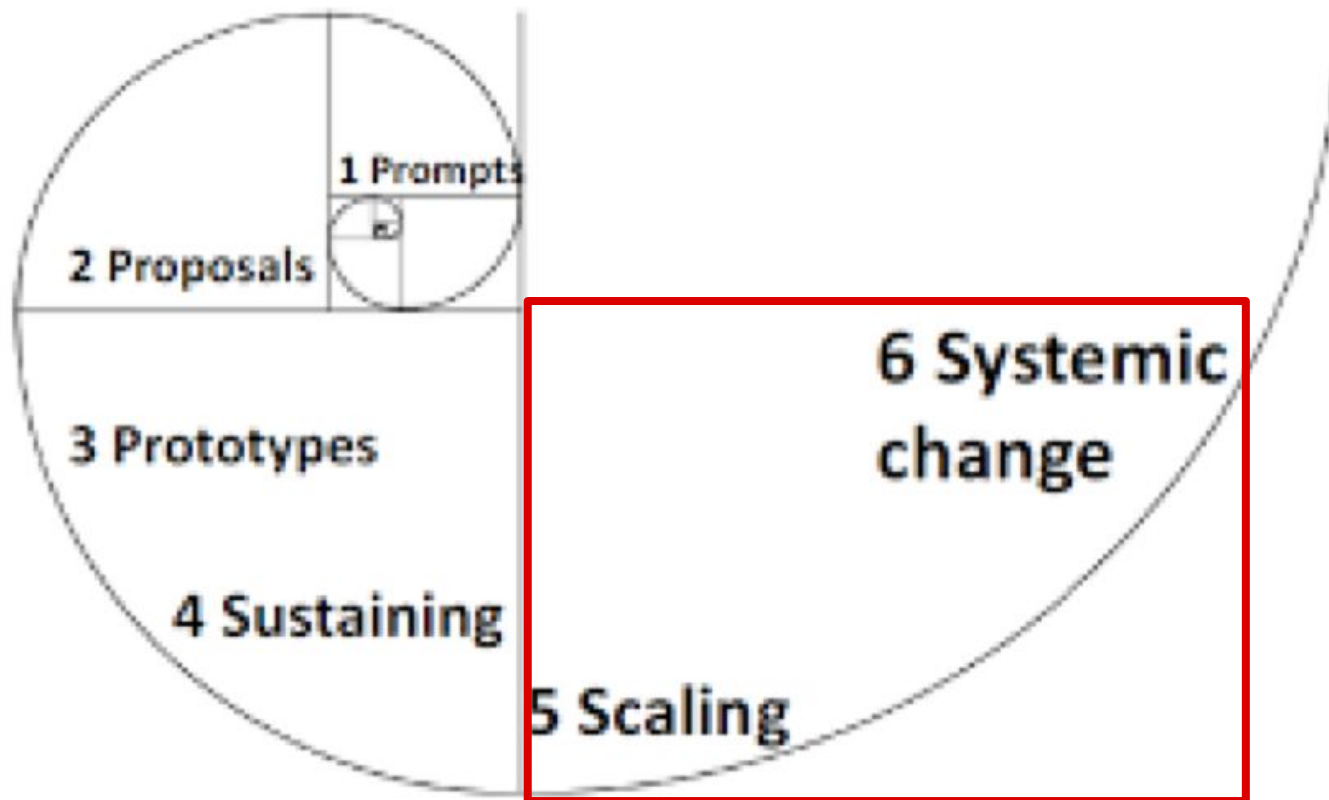 1 Prompts
2 Proposals
3 Prototypes
4 Sustaining
5 Scaling
6 Systemic
change